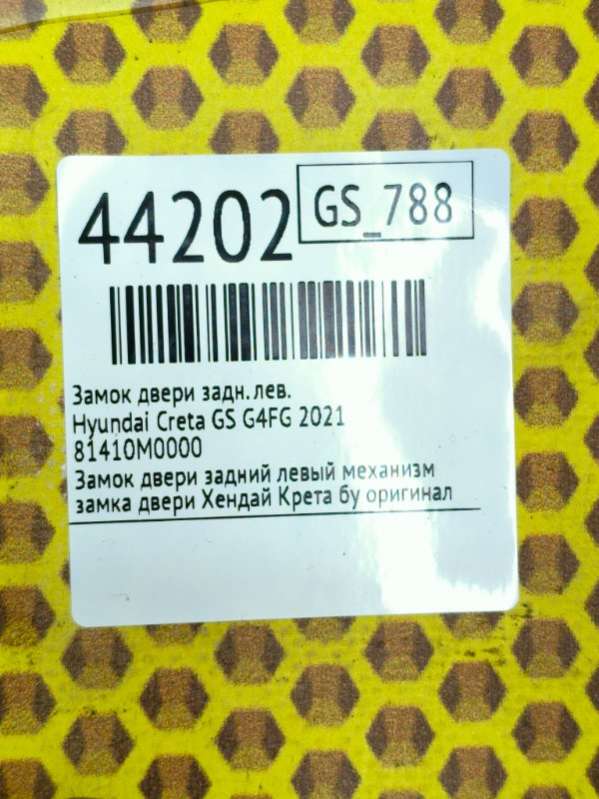 44202
GS_788
Замок двери задн. лев.
Hyundai Creta GS G4FG 2021
81410M0000
Замок двери задний левый механизм
замка двери Хендай Крета бу оригинал